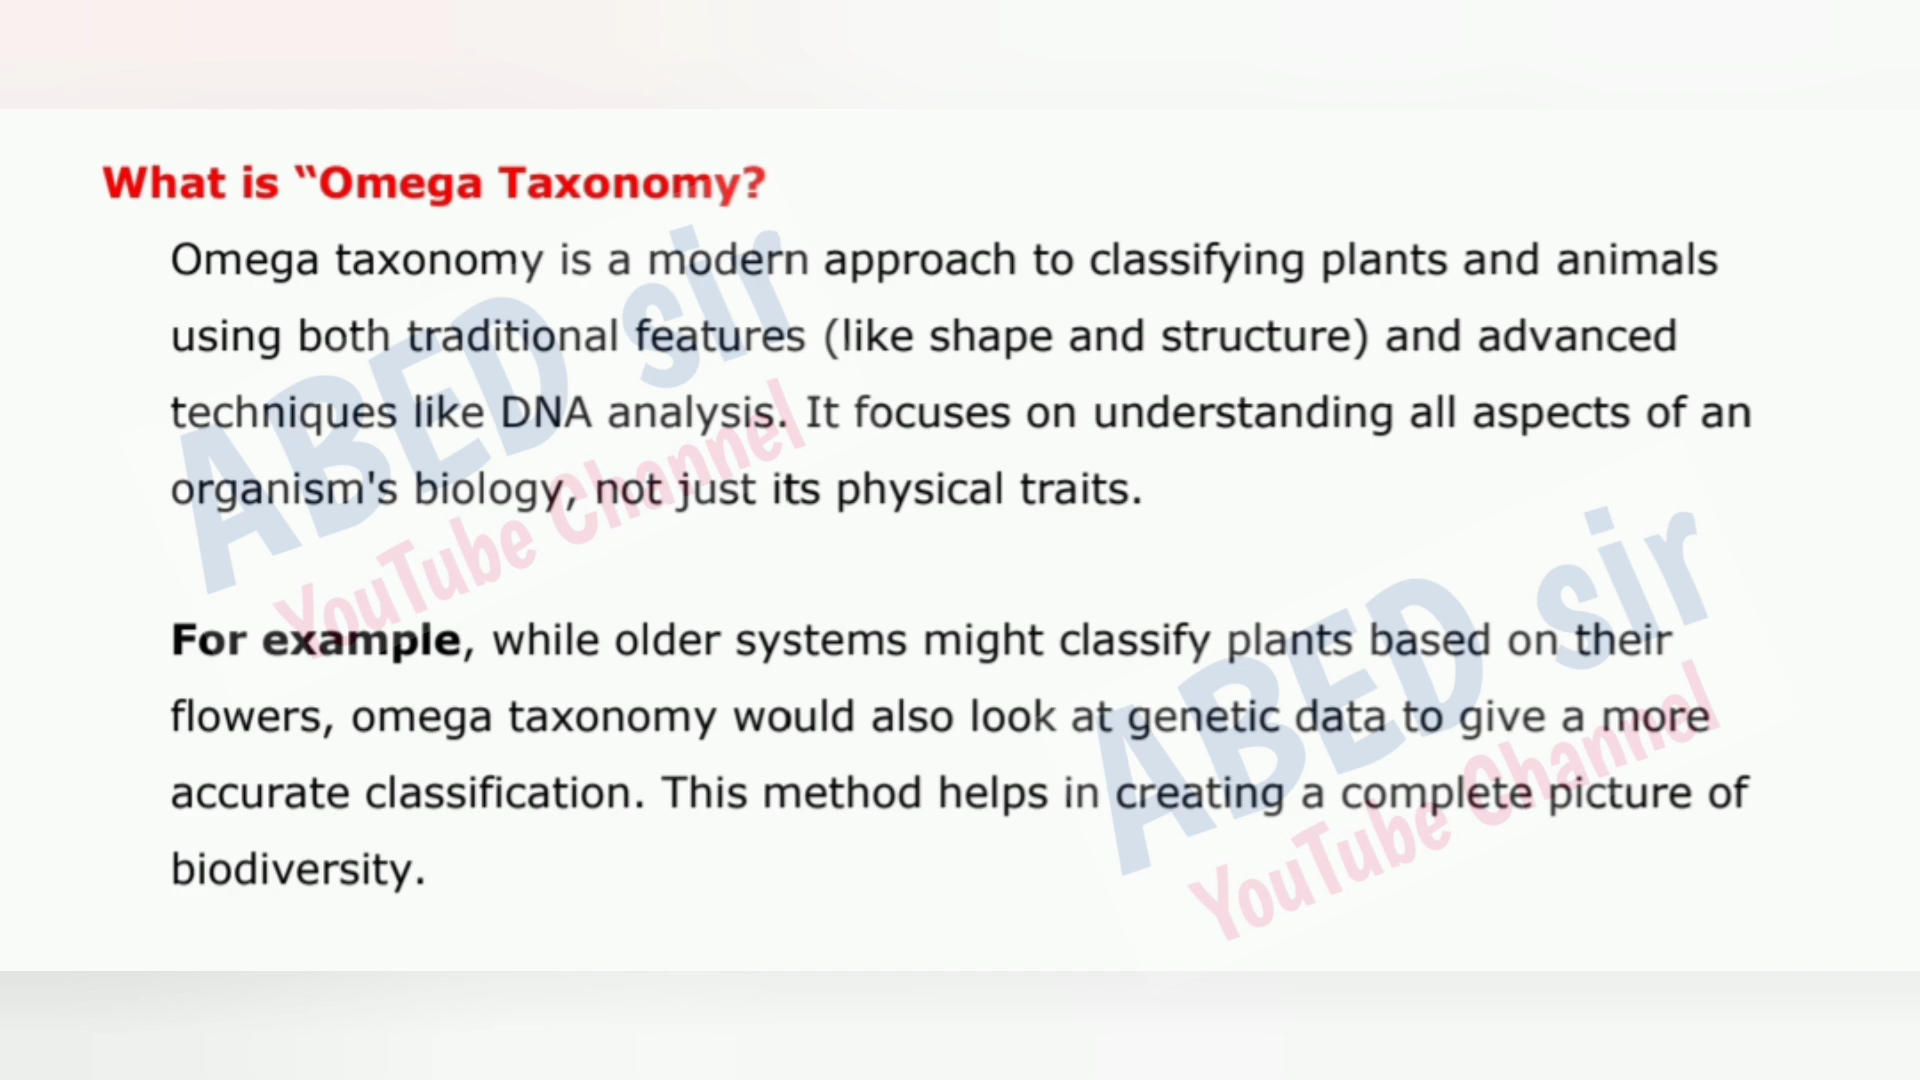 What is “Omega Taxonomy?
Omega taxonomy is a modern approach to classifying plants and animals
using both traditional features (like shape and structure) and advanced
techniques like DNA analysis. It focuses on understanding all aspects of an
organism's biology, not just its physical traits.
For example, while older systems might classify plants based on their
flowers, omega taxonomy would also look at genetic data to give a more
accurate classification. This method helps in creating a complete picture of
biodiversity.
ABED sir
YouTube Channel
ABED sir
YouTube Channel